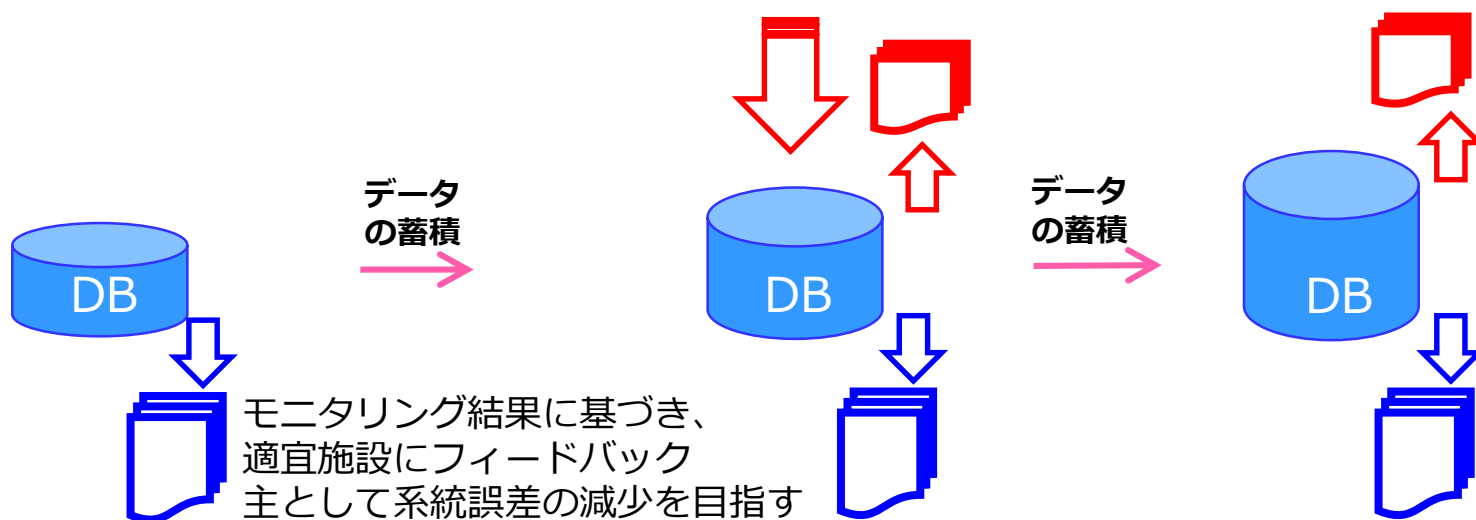 データ
の蓄積
データ
の蓄積
DB
DB
DB
モニタリング結果に基づき、
適宜施設にフィードバック
主として系統誤差の減少を目指す